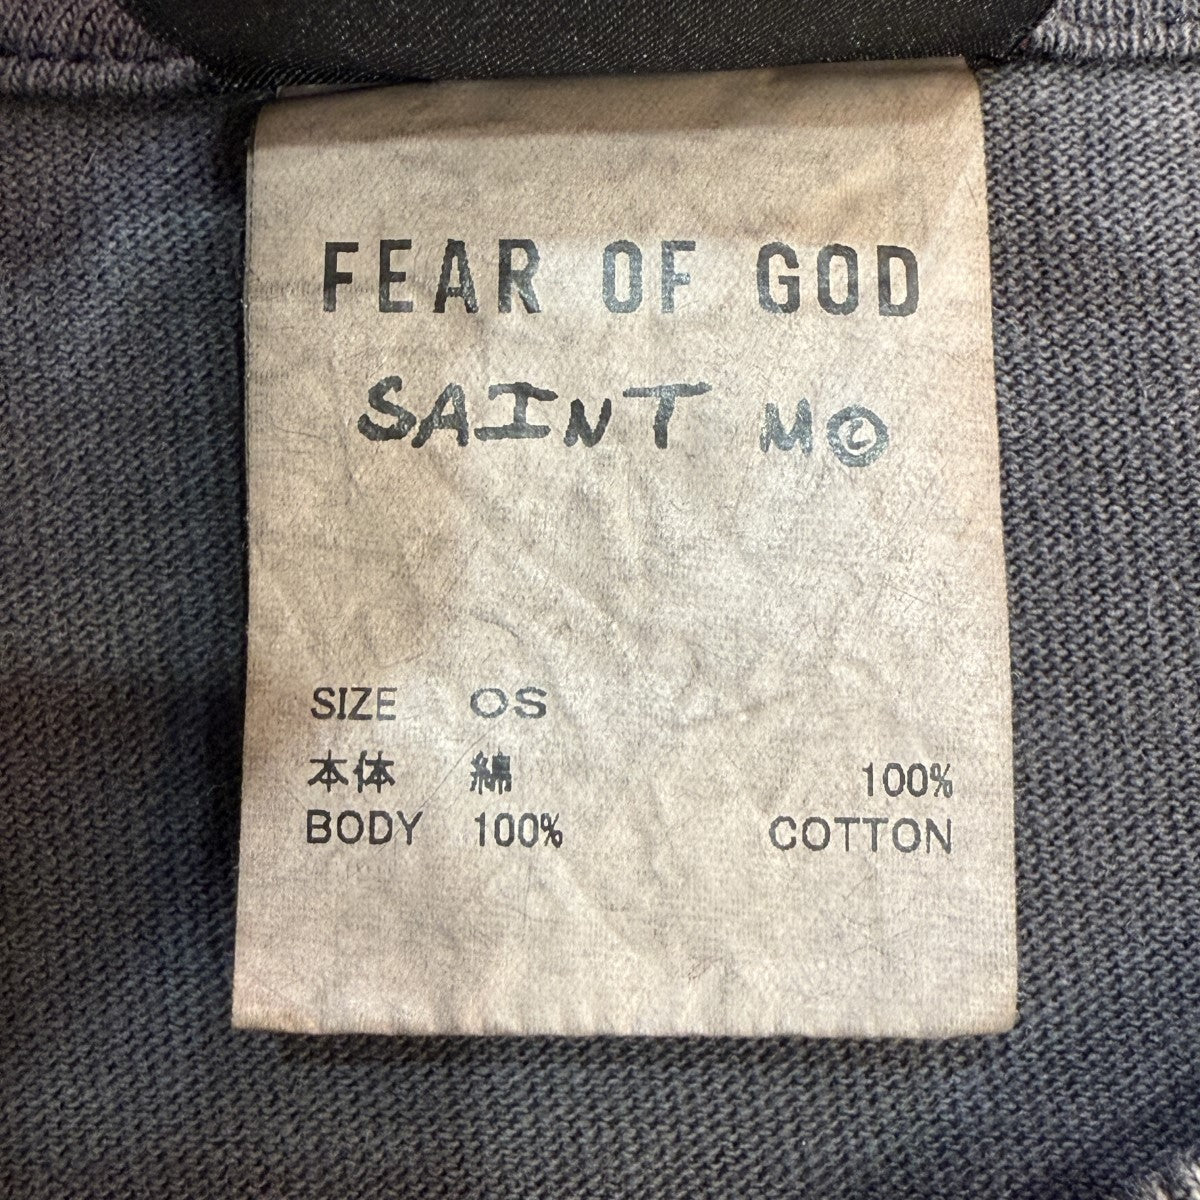 FEAR OF GOD
SAINT M©
SIZE OS
本体 綿 100%
BODY 100% COTTON